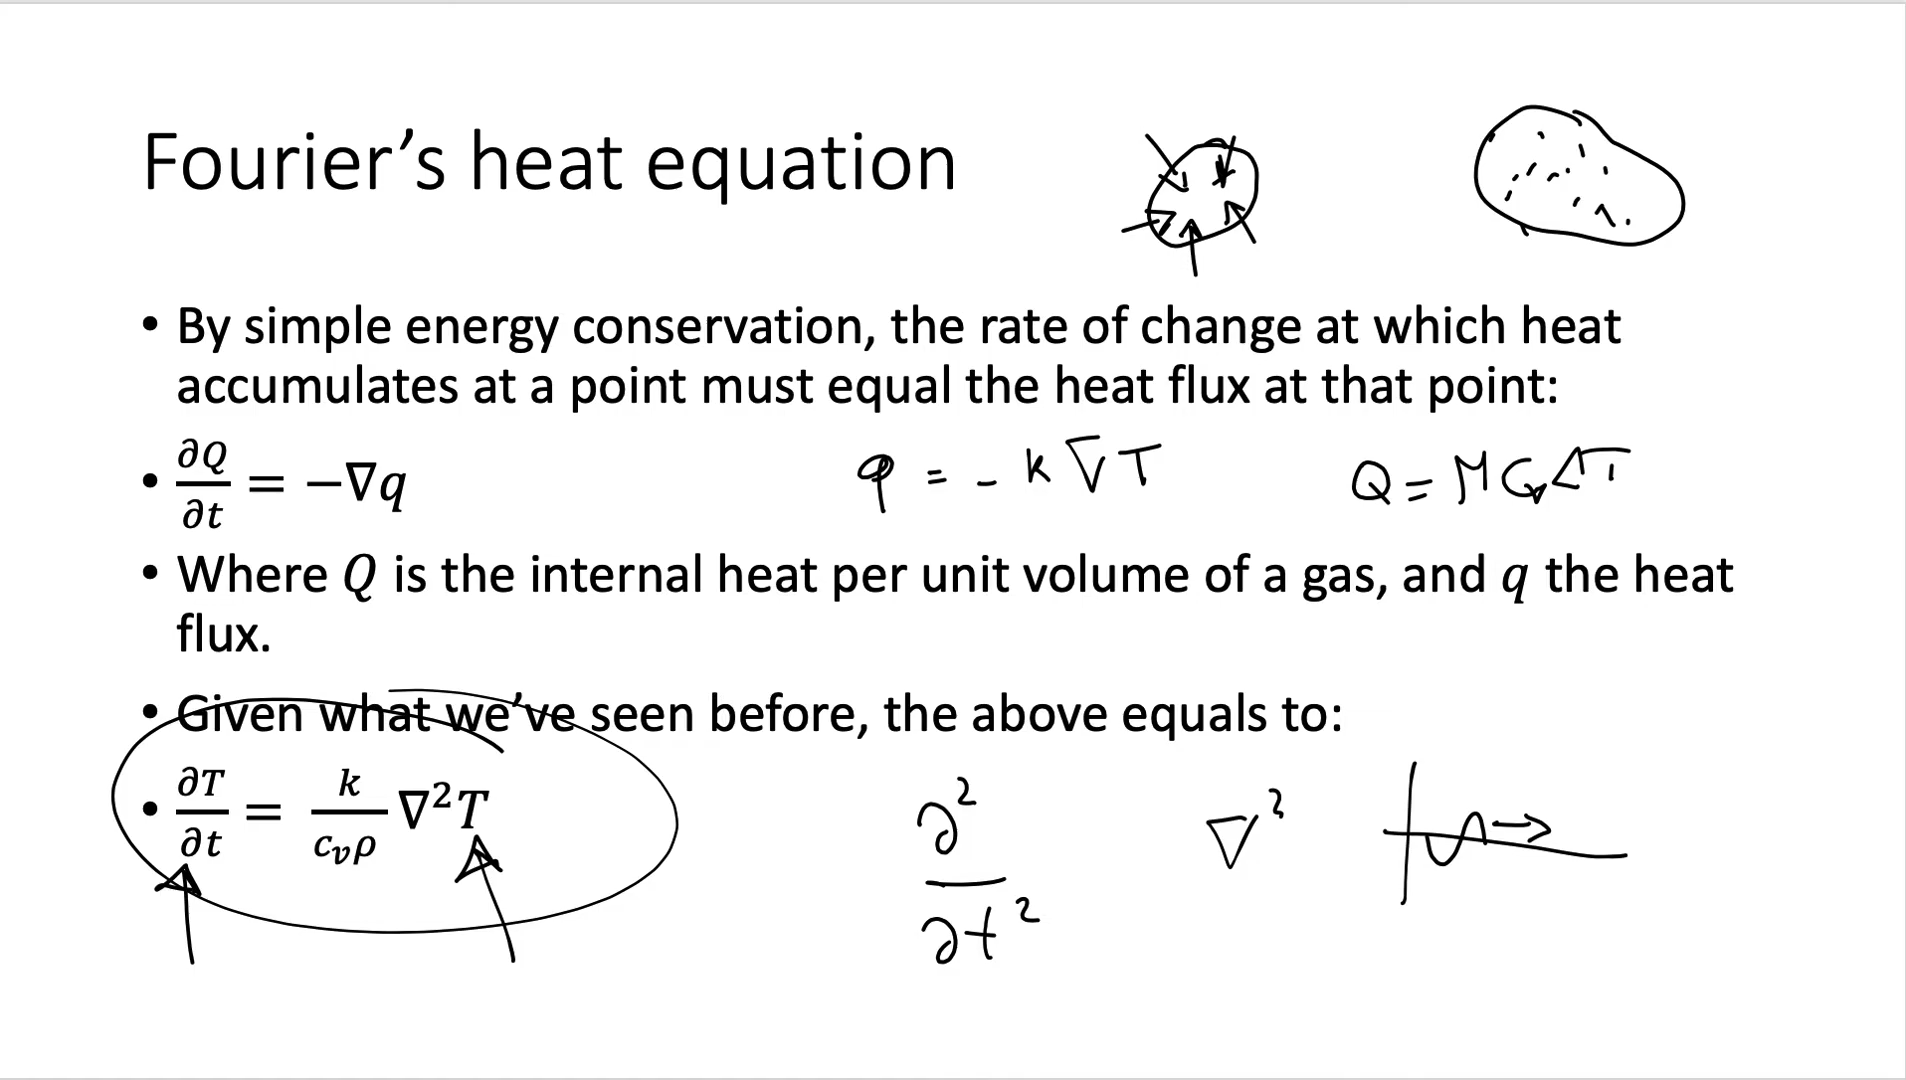 Fourier’s heat equation
• By simple energy conservation, the rate of change at which heat
accumulates at a point must equal the heat flux at that point:
• ∂Q/∂t = −∇q
q = - k ∇T
Q = M C_v ΔT
• Where Q is the internal heat per unit volume of a gas, and q the heat
flux.
• Given what we’ve seen before, the above equals to:
• ∂T/∂t = k/(c_vρ) ∇²T
∂²/∂t²
∇²